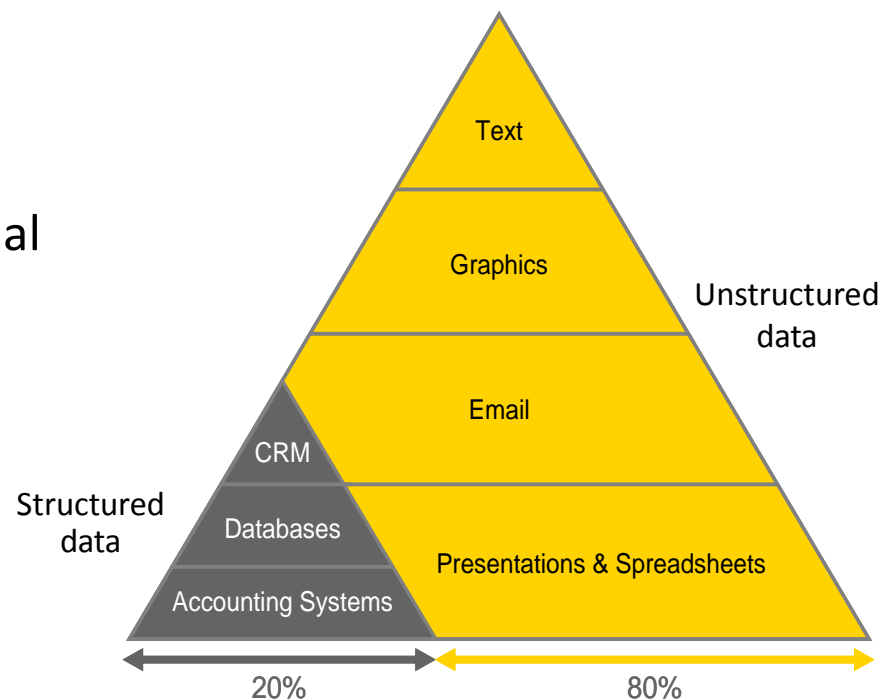 Text
al
Graphics
Unstructured
data
Email
CRM
Structured
data
Databases
Presentations & Spreadsheets
Accounting Systems
20%
80%